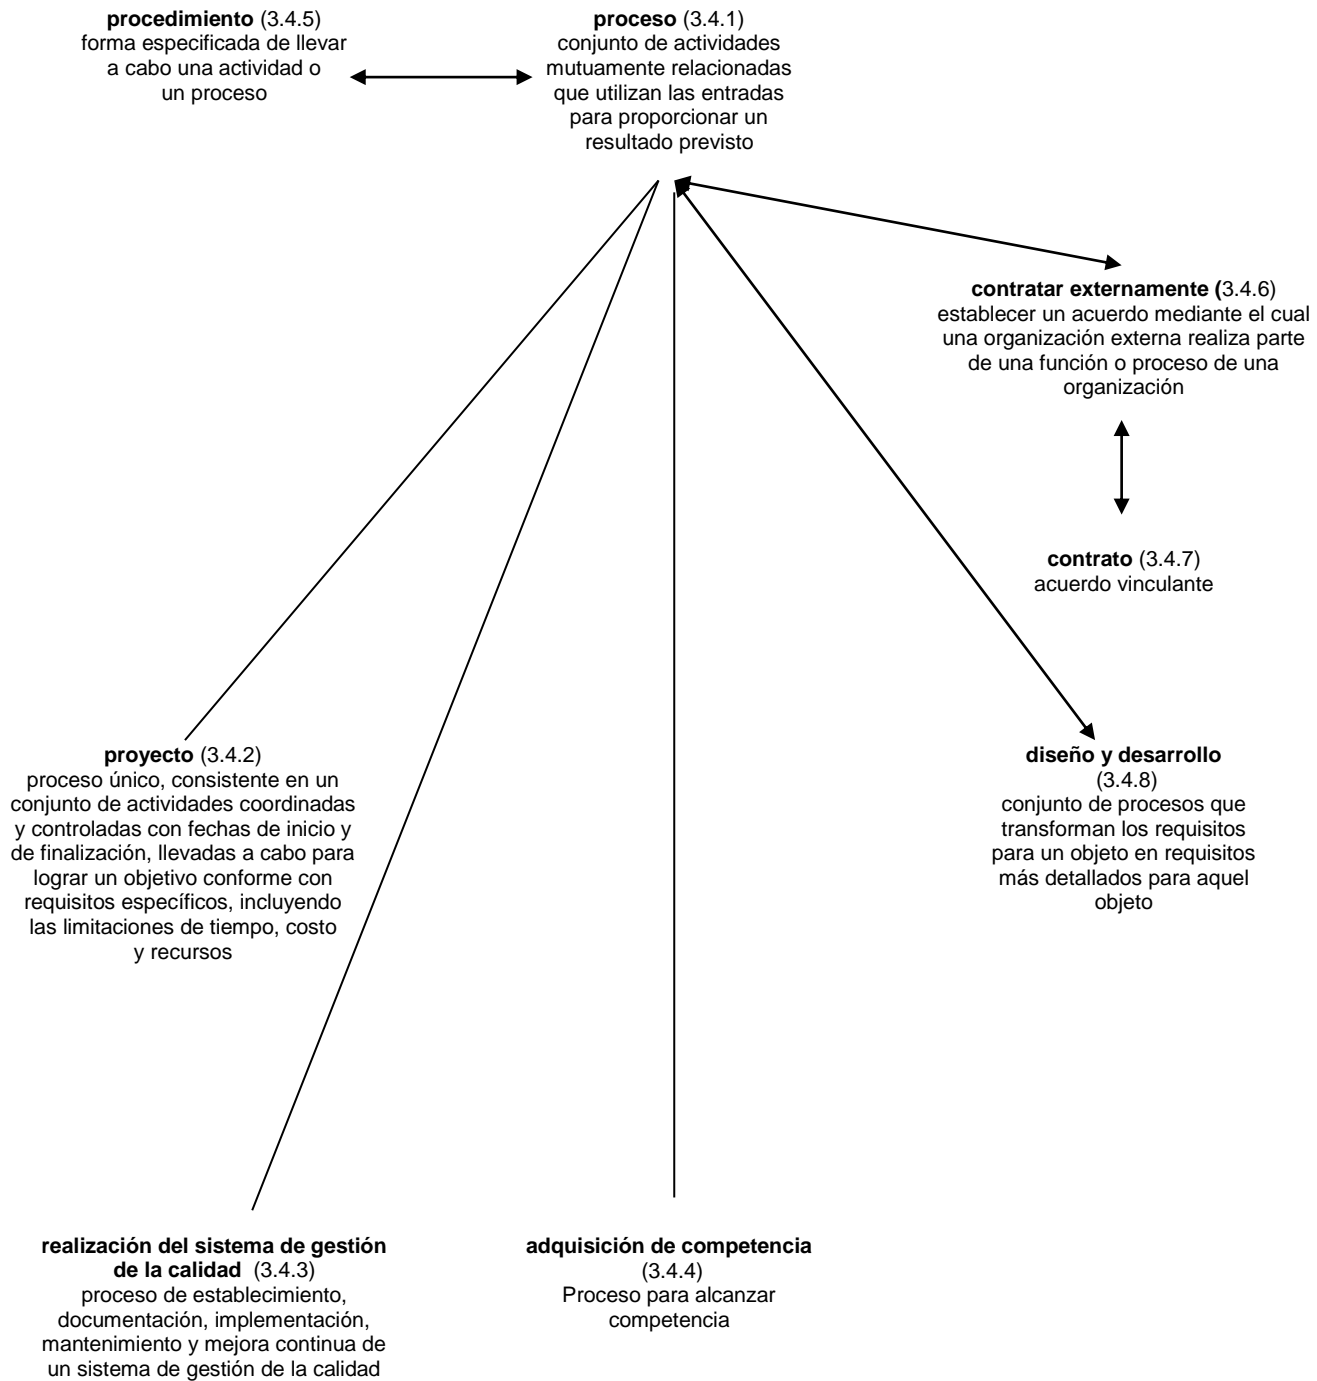 procedimiento (3.4.5)
forma especificada de llevar
a cabo una actividad o
un proceso
proceso (3.4.1)
conjunto de actividades
mutuamente relacionadas
que utilizan las entradas
para proporcionar un
resultado previsto
contratar externamente (3.4.6)
establecer un acuerdo mediante el cual
una organización externa realiza parte
de una función o proceso de una
organización
contrato (3.4.7)
acuerdo vinculante
proyecto (3.4.2)
proceso único, consistente en un
conjunto de actividades coordinadas
y controladas con fechas de inicio y
de finalización, llevadas a cabo para
lograr un objetivo conforme con
requisitos específicos, incluyendo
las limitaciones de tiempo, costo
y recursos
diseño y desarrollo
(3.4.8)
conjunto de procesos que
transforman los requisitos
para un objeto en requisitos
más detallados para aquel
objeto
realización del sistema de gestión
de la calidad (3.4.3)
proceso de establecimiento,
documentación, implementación,
mantenimiento y mejora continua de
un sistema de gestión de la calidad
adquisición de competencia
(3.4.4)
Proceso para alcanzar
competencia